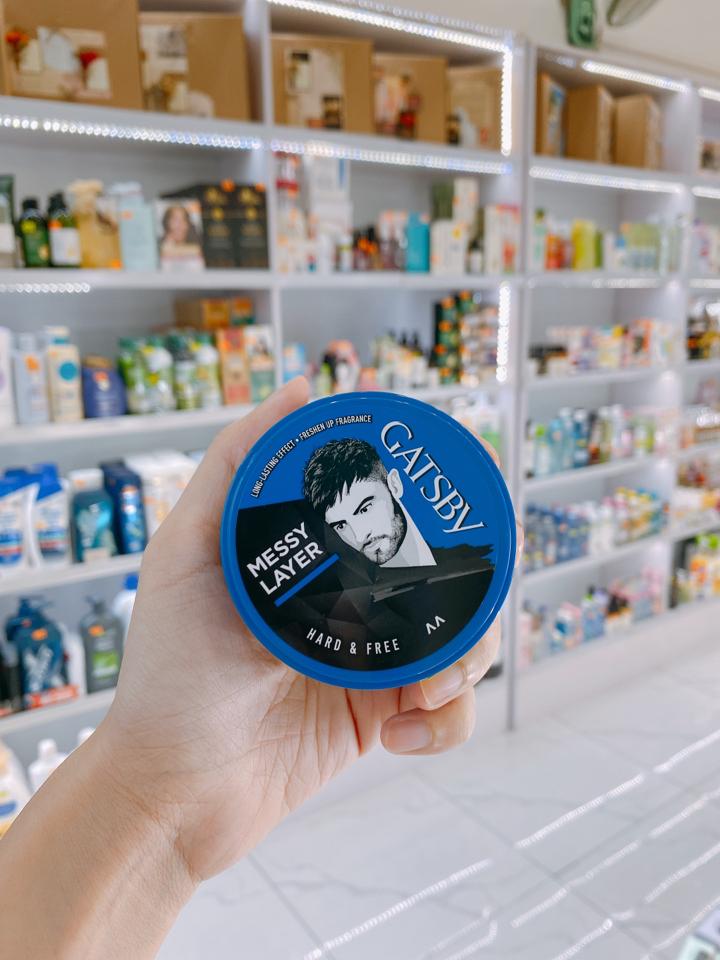 LONG-LASTING EFFECT • FRESHEN UP FRAGRANCE
GATSBY
MESSY
LAYER
HARD & FREE